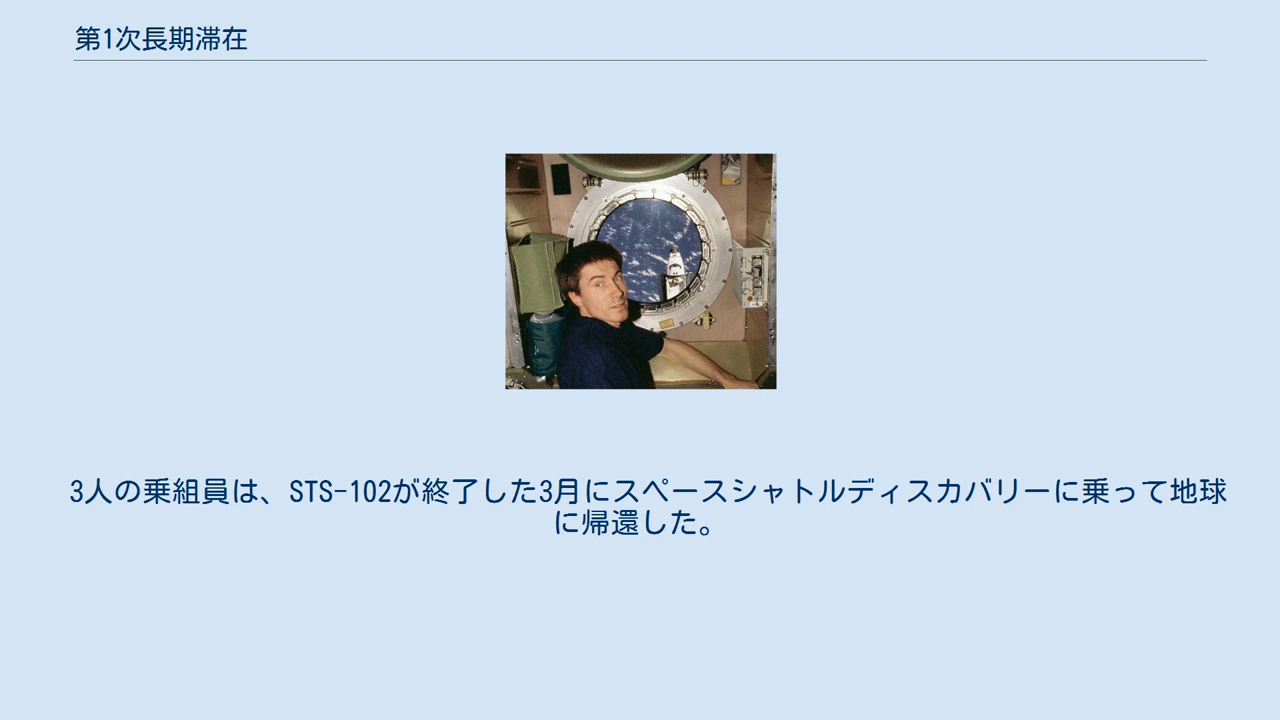 第1次長期滞在
3人の乗組員は、STS-102が終了した3月にスペースシャトルディスカバリーに乗って地球
に帰還した。